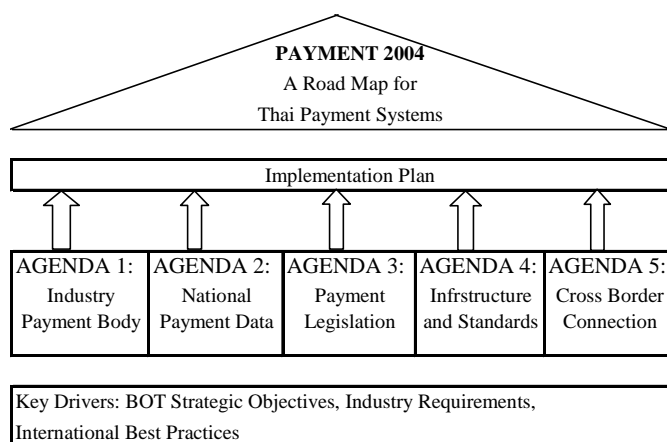 PAYMENT 2004
A Road Map for
Thai Payment Systems
Implementation Plan
AGENDA 1:
Industry
Payment Body
AGENDA 2:
National
Payment Data
AGENDA 3:
Payment
Legislation
AGENDA 4:
Infrstructure
and Standards
AGENDA 5:
Cross Border
Connection
Key Drivers: BOT Strategic Objectives, Industry Requirements,
International Best Practices